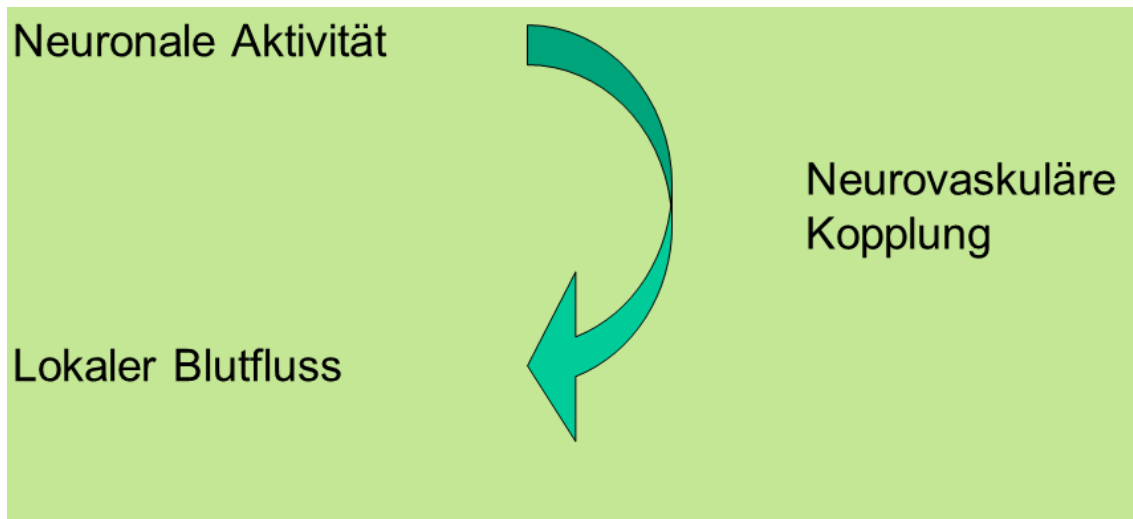 Neuronale Aktivität
Neurovaskuläre
Kopplung
Lokaler Blutfluss